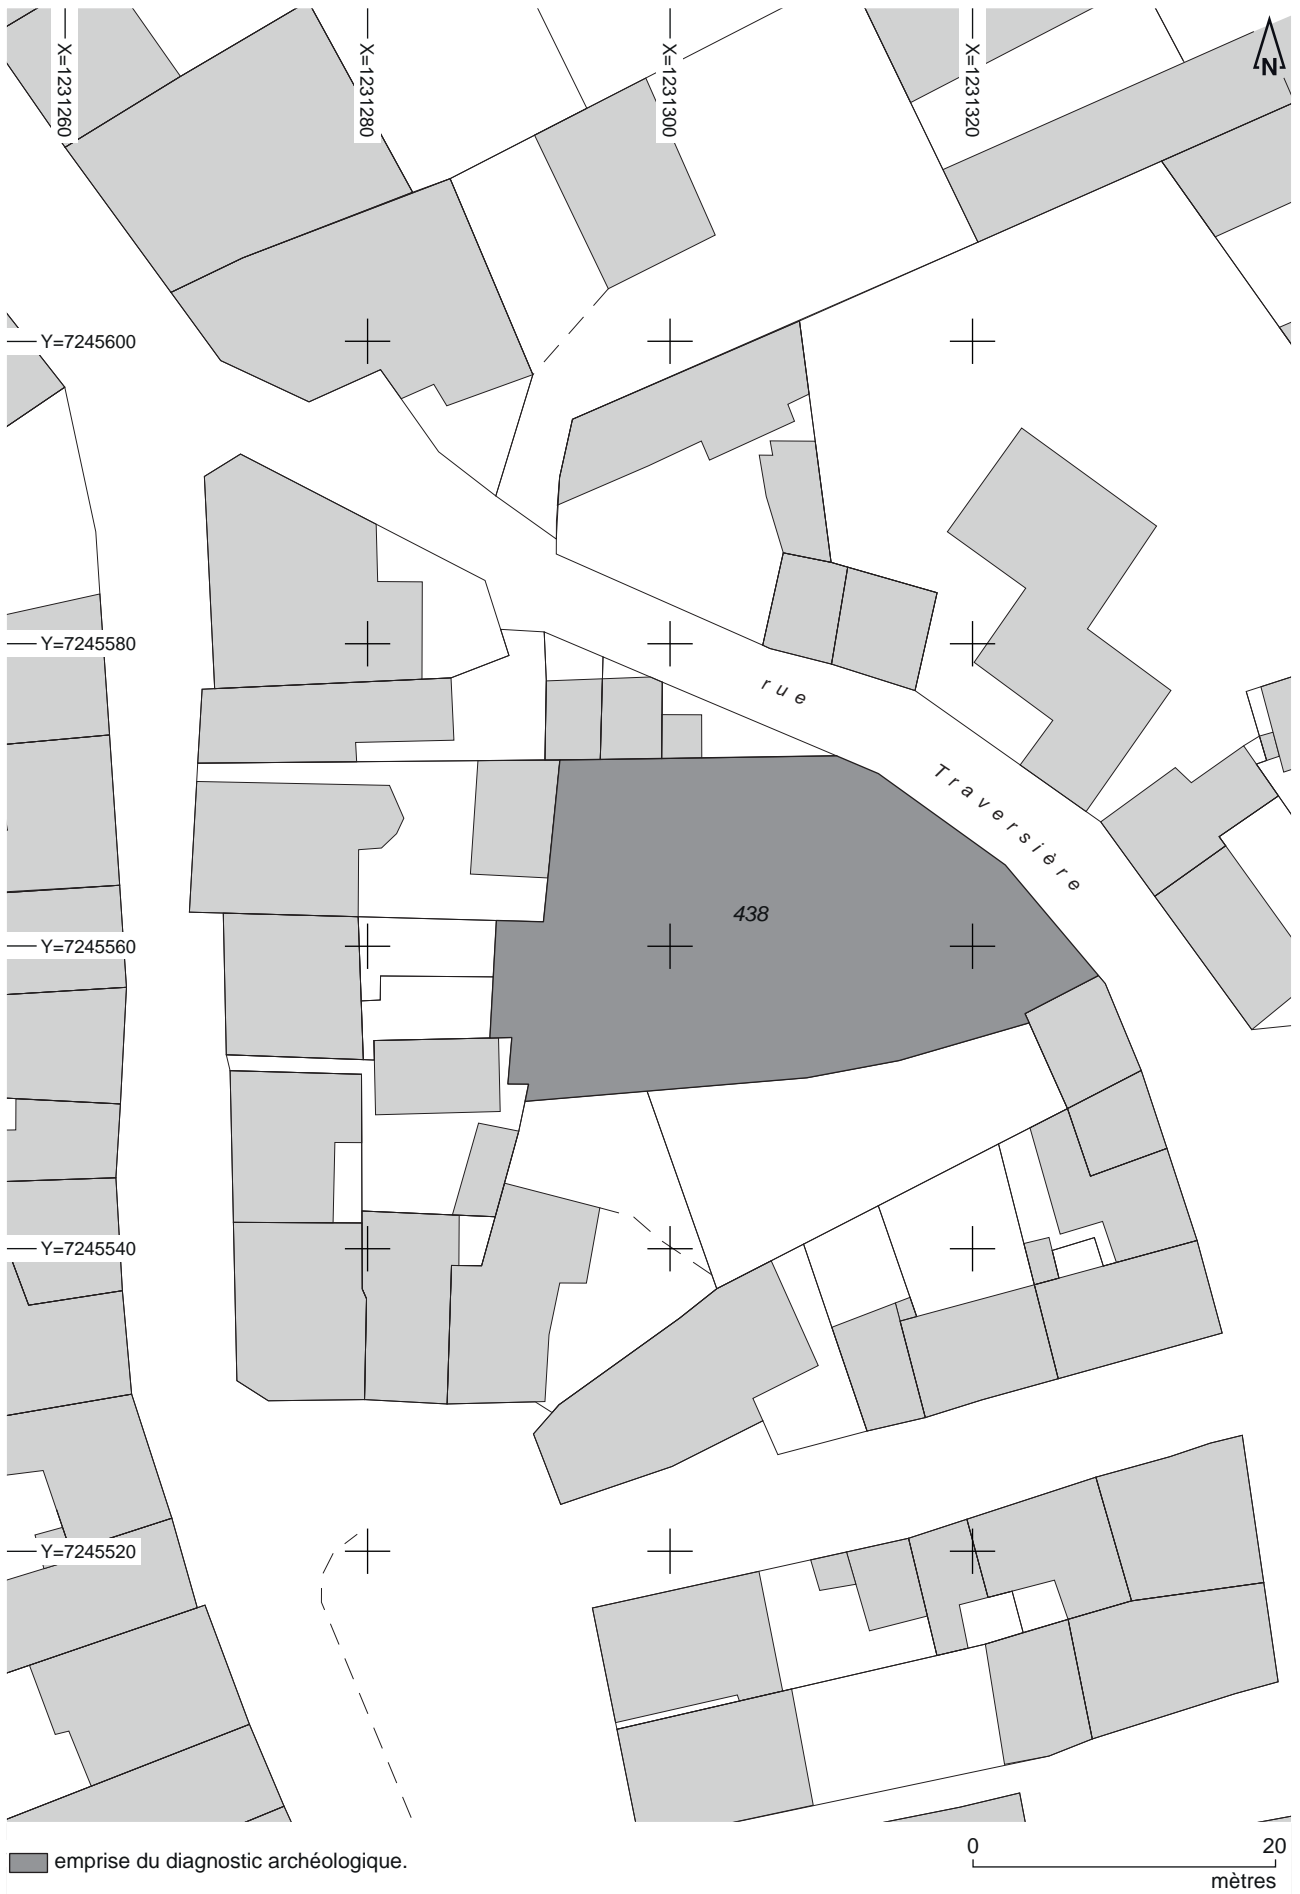 X=1231260
X=1231280
X=1231300
X=1231320
N
Y=7245600
Y=7245580
rue
Traversière
438
Y=7245560
Y=7245540
Y=7245520
emprise du diagnostic archéologique.
0 20
mètres